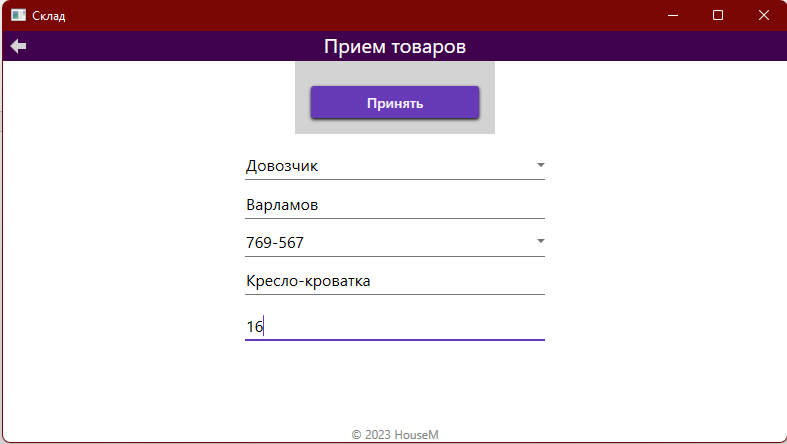 Склад
Прием товаров
Принять
Довозчик
Варламов
769-567
Кресло-кроватка
16
© 2023 HouseM